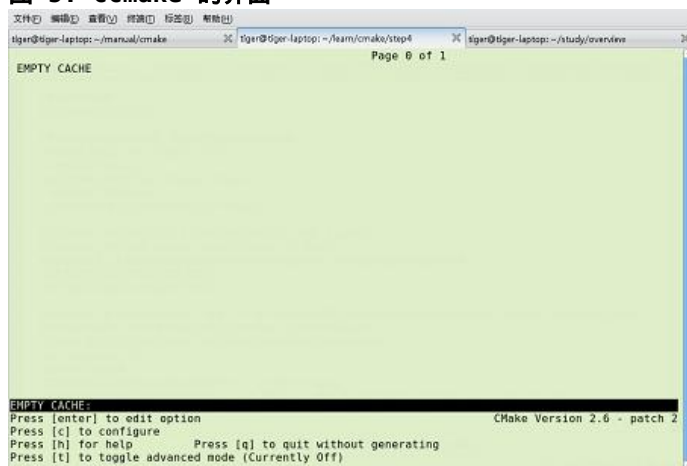 ccmake 的界面
文件(F) 编辑(E) 查看(V) 终端(T) 标签(B) 帮助(H)
tiger@tiger-laptop: ~/manual/cmake tiger@tiger-laptop: ~/learn/cmake/step4 tiger@tiger-laptop: ~/study/overview
Page 0 of 1
EMPTY CACHE
EMPTY CACHE:
Press [enter] to edit option CMake Version 2.6 - patch 2
Press [c] to configure
Press [h] for help Press [q] to quit without generating
Press [t] to toggle advanced mode (Currently Off)